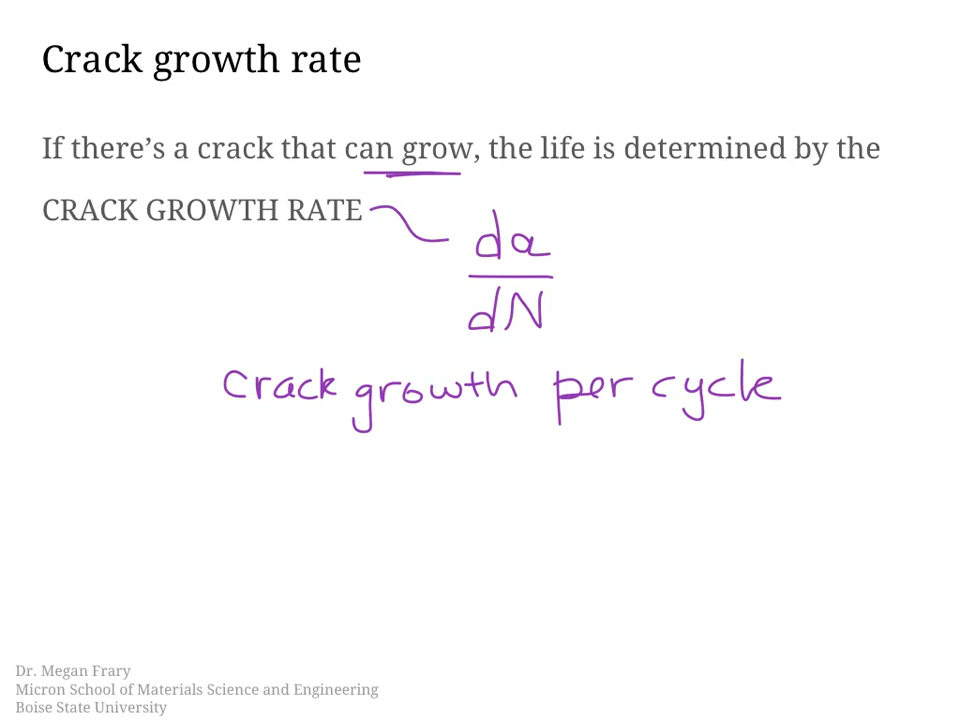 Crack growth rate
If there’s a crack that can grow, the life is determined by the
CRACK GROWTH RATE
da
dN
crack growth per cycle
Dr. Megan Frary
Micron School of Materials Science and Engineering
Boise State University